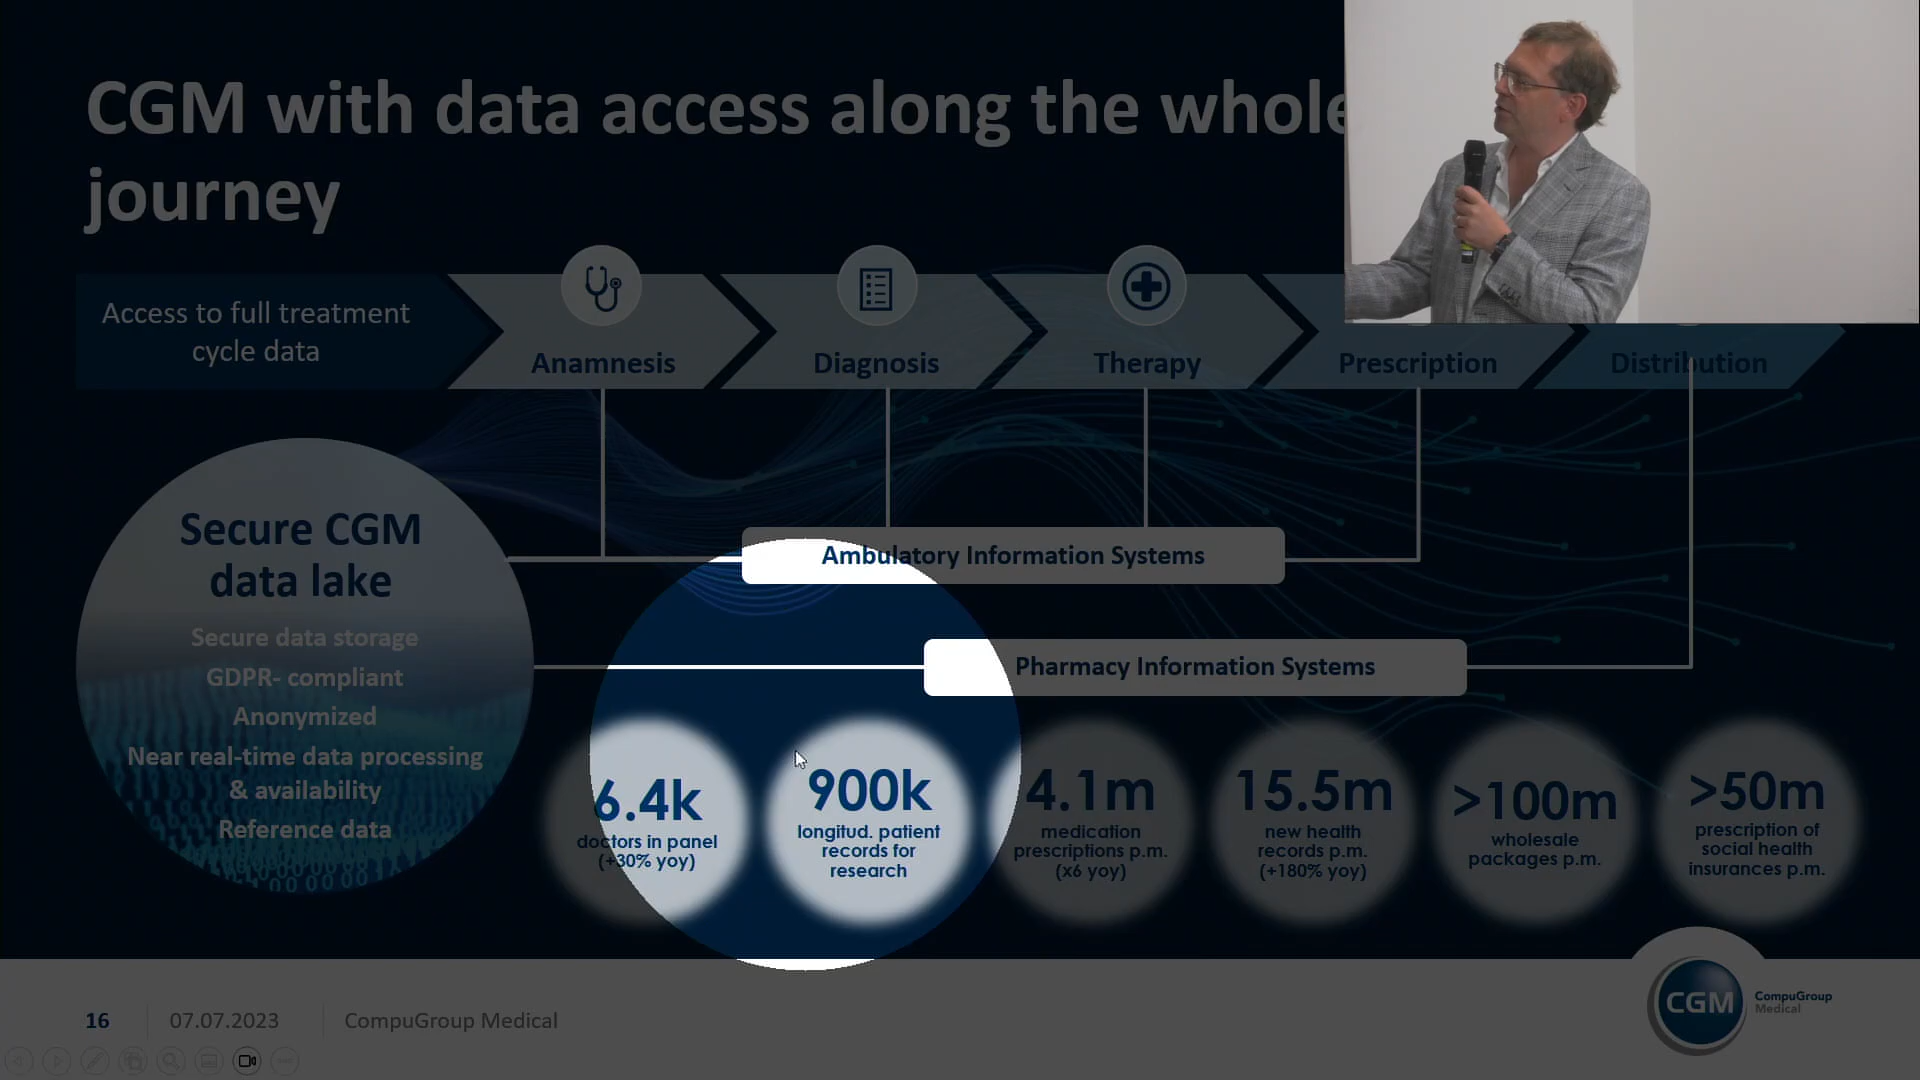 CGM with data access along the whole
journey
Access to full treatment
cycle data
Anamnesis
Diagnosis
Therapy
Prescription
Distribution
Secure CGM
data lake
Secure data storage
GDPR- compliant
Anonymized
Near real-time data processing
& availability
Reference data
Ambulatory Information Systems
Pharmacy Information Systems
6.4k
doctors in panel
(+30% yoy)
900k
longitud. patient
records for
research
4.1m
medication
prescriptions p.m.
(x6 yoy)
15.5m
new health
records p.m.
(+180% yoy)
>100m
wholesale
packages p.m.
>50m
prescription of
social health
insurances p.m.
16
07.07.2023
CompuGroup Medical
CGM
CompuGroup
Medical